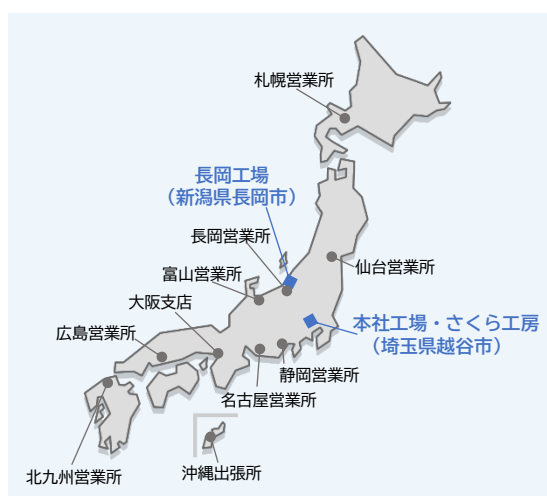 札幌営業所
長岡工場
（新潟県長岡市）
長岡営業所
仙台営業所
富山営業所
大阪支店
本社工場・さくら工房
（埼玉県越谷市）
広島営業所
静岡営業所
名古屋営業所
北九州営業所
沖縄出張所